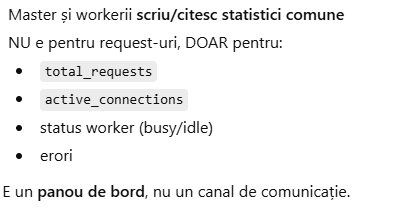 Master și workerii scriu/citesc statistici comune
NU e pentru request-uri, DOAR pentru:
• total_requests
• active_connections
• status worker (busy/idle)
• erori
E un panou de bord, nu un canal de comunicație.